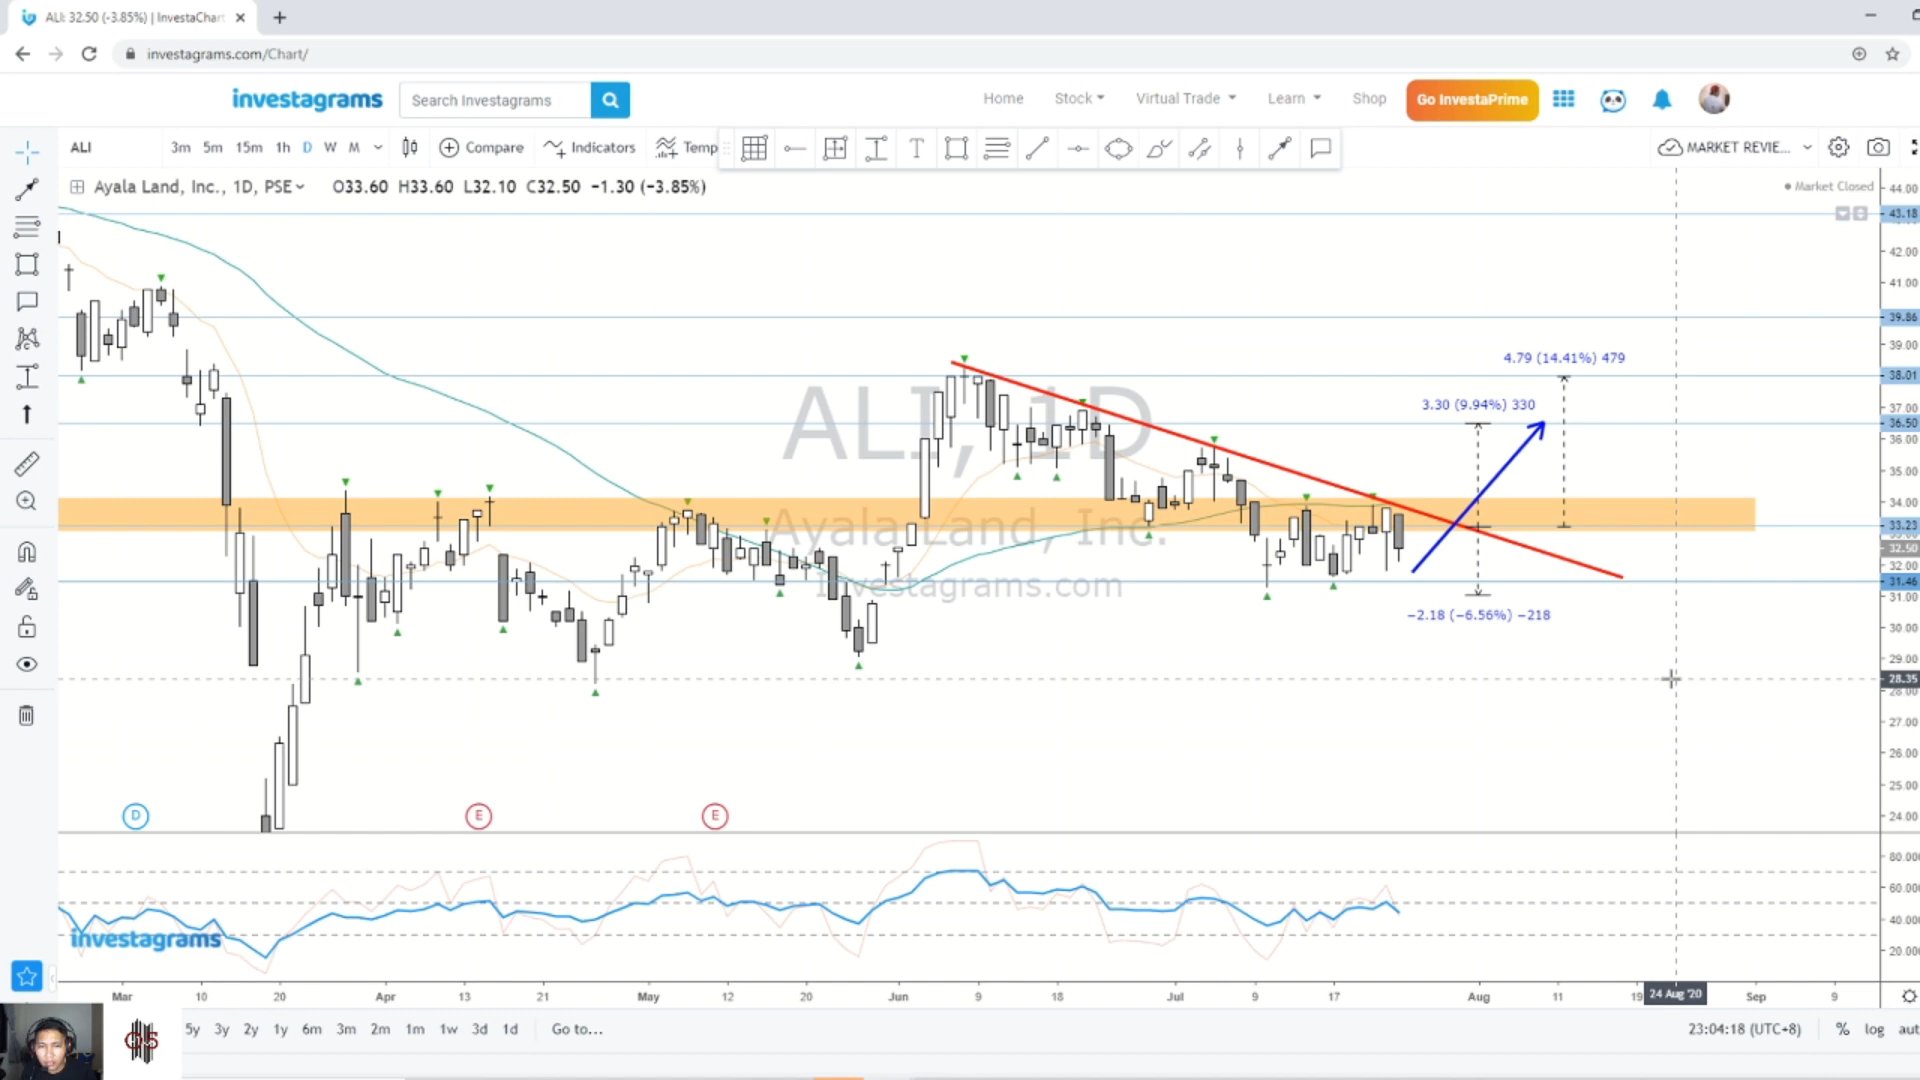 ALI: 32.50 (-3.85%) | InvestaChart
investagrams.com/Chart/
investagrams
Search Investagrams
Home
Stock
Virtual Trade
Learn
Shop
Go InvestaPrime
ALI
3m 5m 15m 1h D W M
Compare
Indicators
Temp
MARKET REVIE...
Ayala Land, Inc., 1D, PSE O33.60 H33.60 L32.10 C32.50 −1.30 (−3.85%)
Market Closed
44.00
43.18
42.00
41.00
39.86
39.00
38.01
37.00
36.50
36.00
35.00
34.00
33.23
32.50
32.00
31.46
31.00
30.00
29.00
28.35
28.00
27.00
26.00
25.00
24.00
4.79 (14.41%) 479
3.30 (9.94%) 330
−2.18 (−6.56%) −218
ALI, 1D
Ayala Land, Inc.
Investagrams.com
D
E
E
80.000
60.000
40.000
20.000
investagrams
Mar 10 20 Apr 13 21 May 12 20 Jun 9 18 Jul 9 17 Aug 11 19 24 Aug '20 Sep 9
5y 3y 2y 1y 6m 3m 2m 1m 1w 3d 1d Go to...
23:04:18 (UTC+8) % log aut